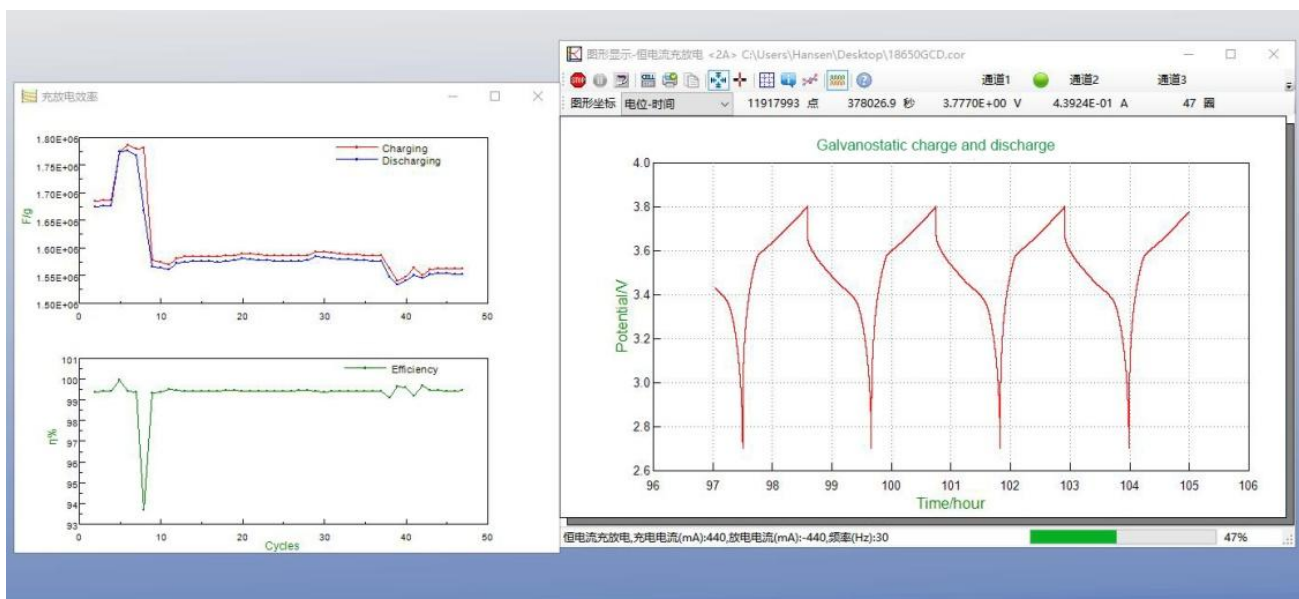 充放电效率
1.80E+06
1.75E+06
1.70E+06
1.65E+06
1.60E+06
1.55E+06
1.50E+06
F/g
Charging
Discharging
0 10 20 30 40 50
101
100
99
98
97
96
95
94
93
η%
Efficiency
0 10 20 30 40 50
Cycles
图形显示-恒电流充放电 <2A> C:\Users\Hansen\Desktop\18650GCD.cor
STOP
通道1 通道2 通道3
图形坐标 电位-时间 11917993 点 378026.9 秒 3.7770E+00 V 4.3924E-01 A 47 圈
Galvanostatic charge and discharge
4.0
3.8
3.6
3.4
3.2
3.0
2.8
2.6
Potential/V
96 97 98 99 100 101 102 103 104 105 106
Time/hour
恒电流充放电,充电电流(mA):440,放电电流(mA):-440,频率(Hz):30
47%